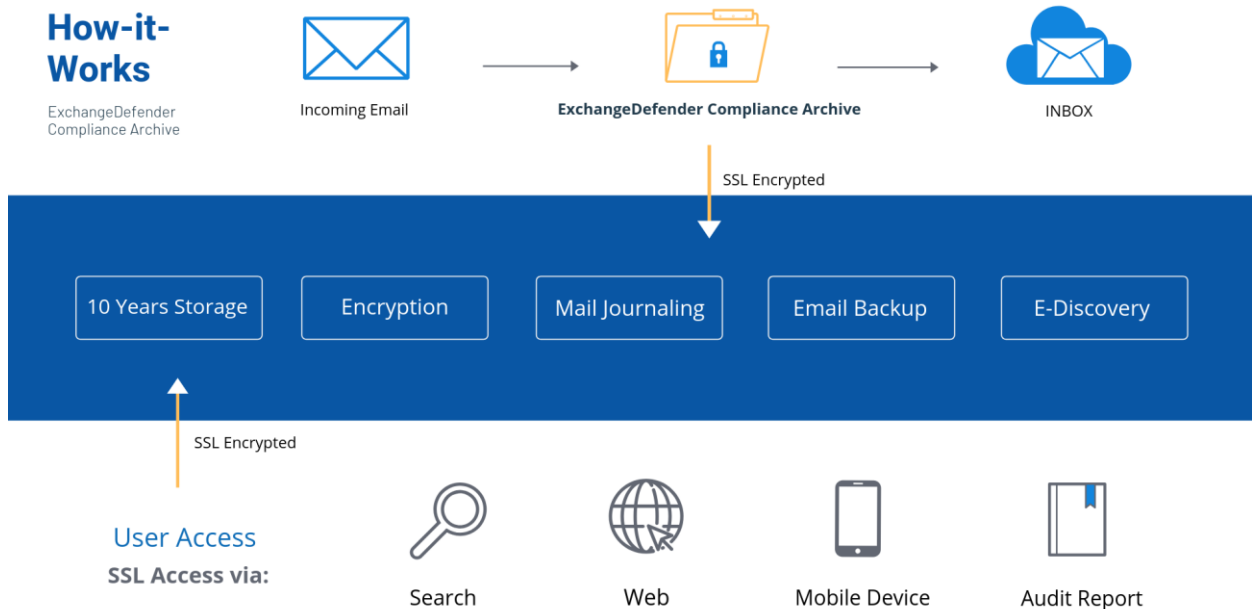 How-it-
Works
ExchangeDefender
Compliance Archive
Incoming Email
ExchangeDefender Compliance Archive
INBOX
SSL Encrypted
10 Years Storage
Encryption
Mail Journaling
Email Backup
E-Discovery
SSL Encrypted
User Access
SSL Access via:
Search
Web
Mobile Device
Audit Report